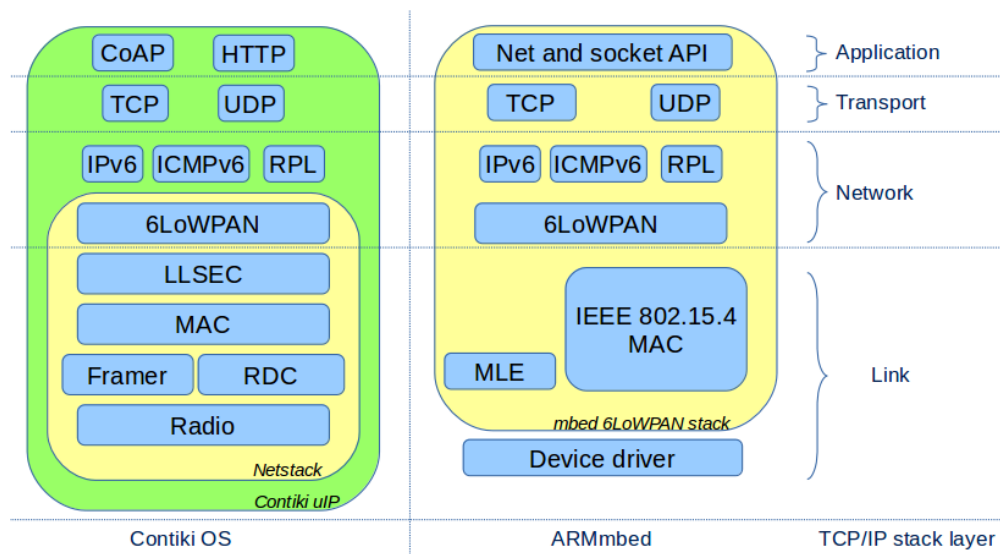 CoAP HTTP Net and socket API Application
TCP UDP TCP UDP Transport
IPv6 ICMPv6 RPL IPv6 ICMPv6 RPL
Network
6LoWPAN 6LoWPAN
LLSEC
IEEE 802.15.4
MAC MAC
Framer RDC MLE Link
Radio mbed 6LoWPAN stack
Device driver
Netstack
Contiki uIP
Contiki OS ARMmbed TCP/IP stack layer